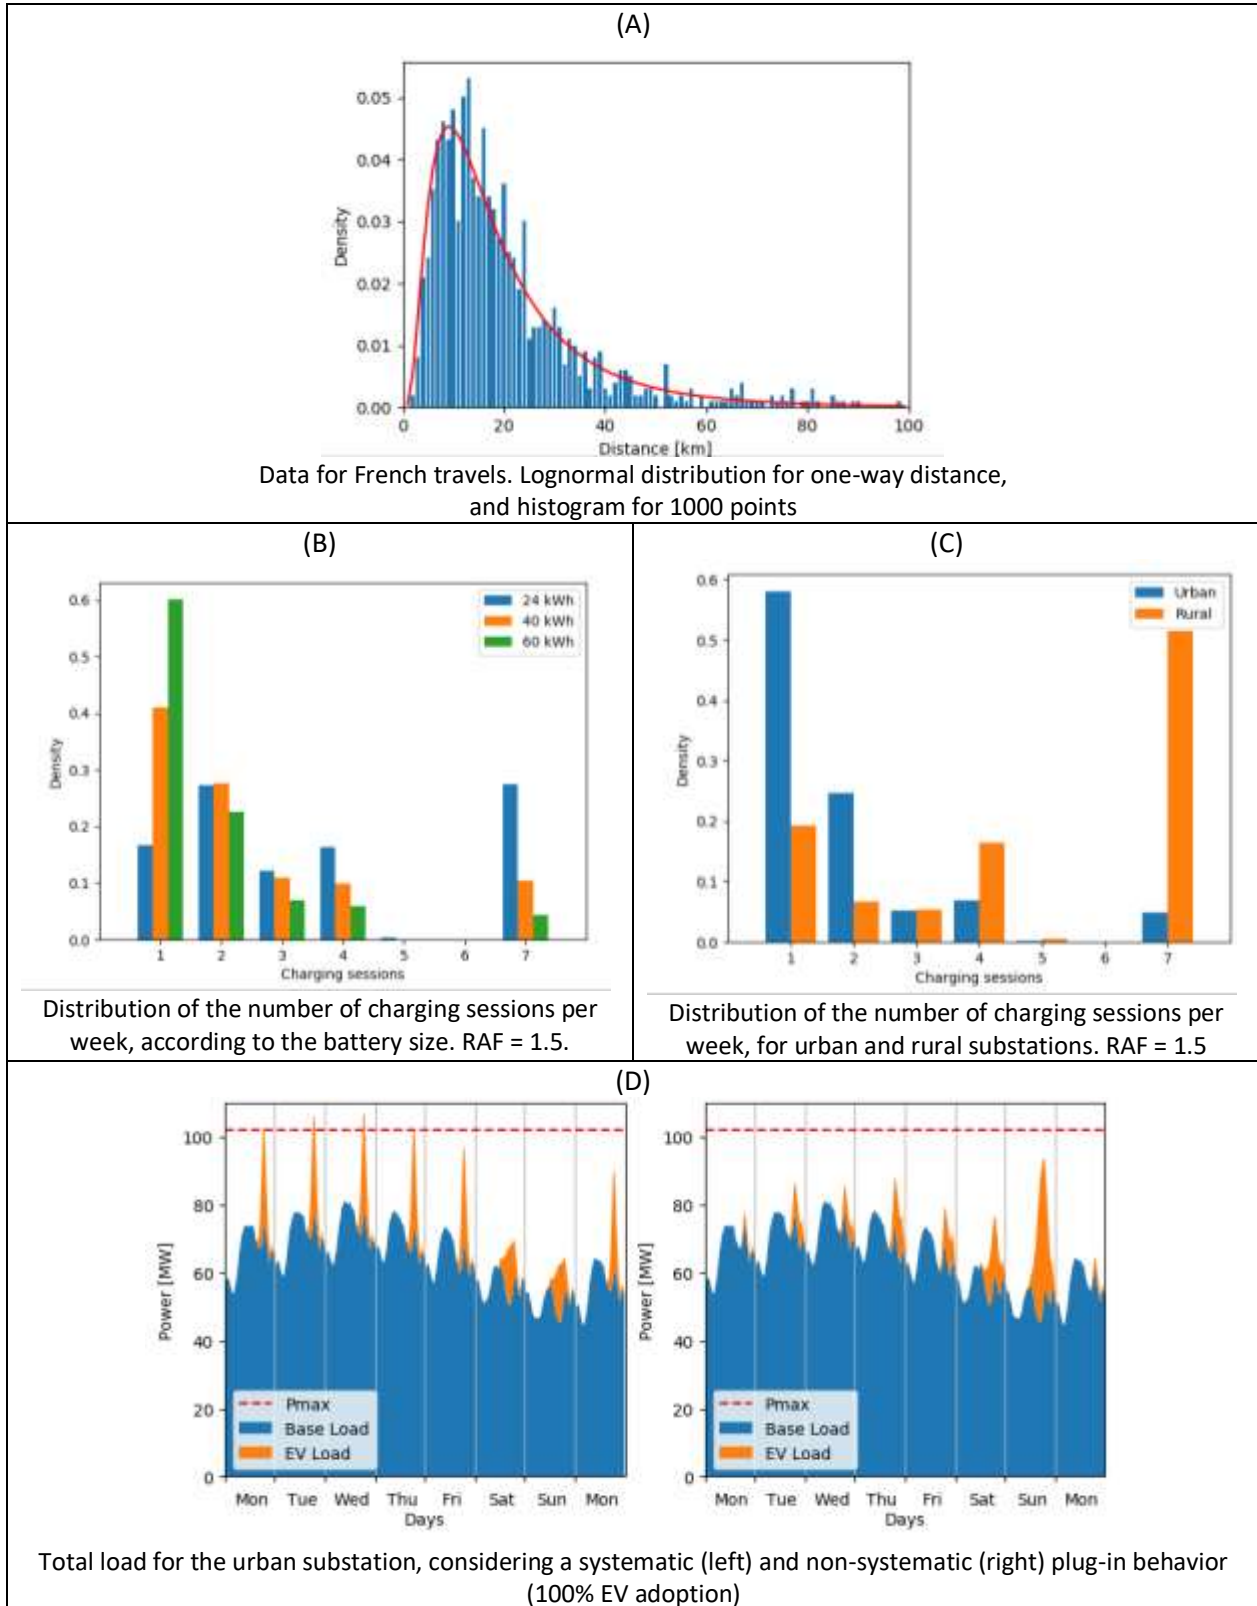 (A)
0.05
0.04
0.03
0.02
0.01
0.00
Density
0 20 40 60 80 100
Distance [km]
Data for French travels. Lognormal distribution for one-way distance,
and histogram for 1000 points
(B)
0.6
0.5
0.4
0.3
0.2
0.1
0.0
Density
24 kWh
40 kWh
60 kWh
1 2 3 4 5 6 7
Charging sessions
Distribution of the number of charging sessions per
week, according to the battery size. RAF = 1.5.
(C)
0.6
0.5
0.4
0.3
0.2
0.1
0.0
Density
Urban
Rural
1 2 3 4 5 6 7
Charging sessions
Distribution of the number of charging sessions per
week, for urban and rural substations. RAF = 1.5
(D)
100
80
60
40
20
0
Power [MW]
Pmax
Base Load
EV Load
Mon Tue Wed Thu Fri Sat Sun Mon
Days
100
80
60
40
20
0
Power [MW]
Pmax
Base Load
EV Load
Mon Tue Wed Thu Fri Sat Sun Mon
Days
Total load for the urban substation, considering a systematic (left) and non-systematic (right) plug-in behavior
(100% EV adoption)